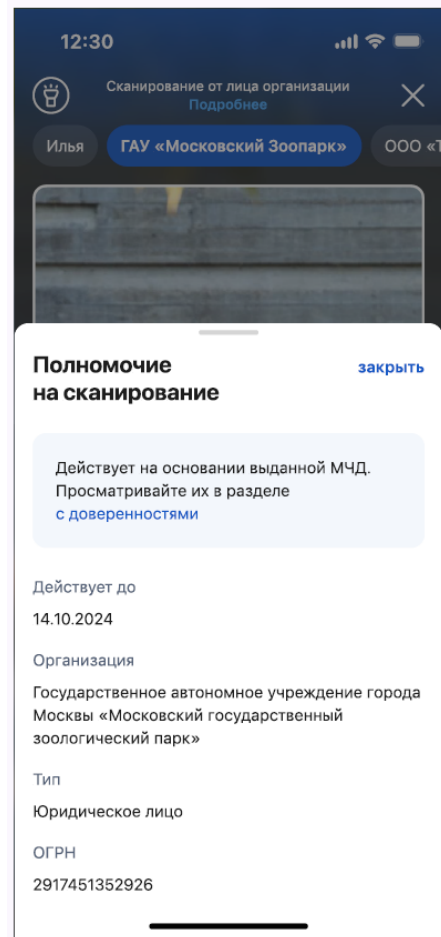 12:30
Сканирование от лица организации
Подробнее
Илья
ГАУ «Московский Зоопарк»
ООО «Т
Полномочие
на сканирование
закрыть
Действует на основании выданной МЧД.
Просматривайте их в разделе
с доверенностями
Действует до
14.10.2024
Организация
Государственное автономное учреждение города
Москвы «Московский государственный
зоологический парк»
Тип
Юридическое лицо
ОГРН
2917451352926